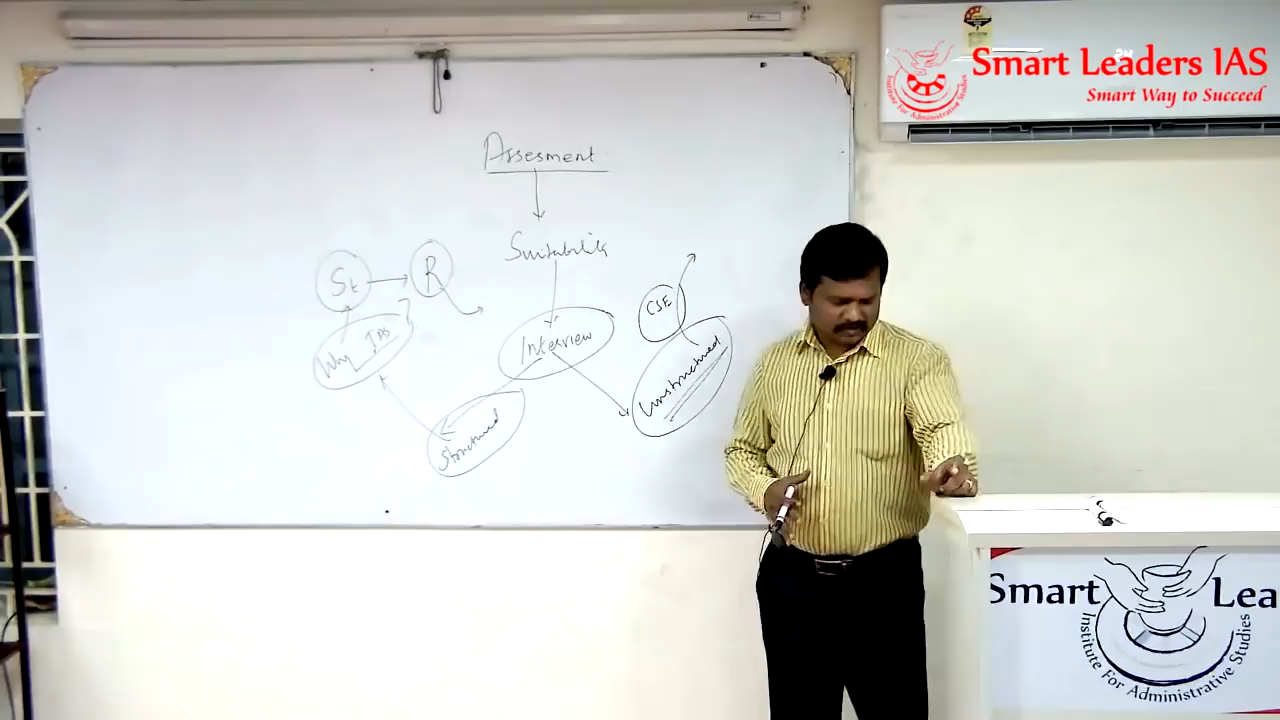 Smart Leaders IAS
Smart Way to Succeed
Institute For Administrative Studies
Assesment
Suitability
St
R
CSE
Why IAS
Interview
Unstructured
Structured
Smart
Lea
Institute For Administrative Studies